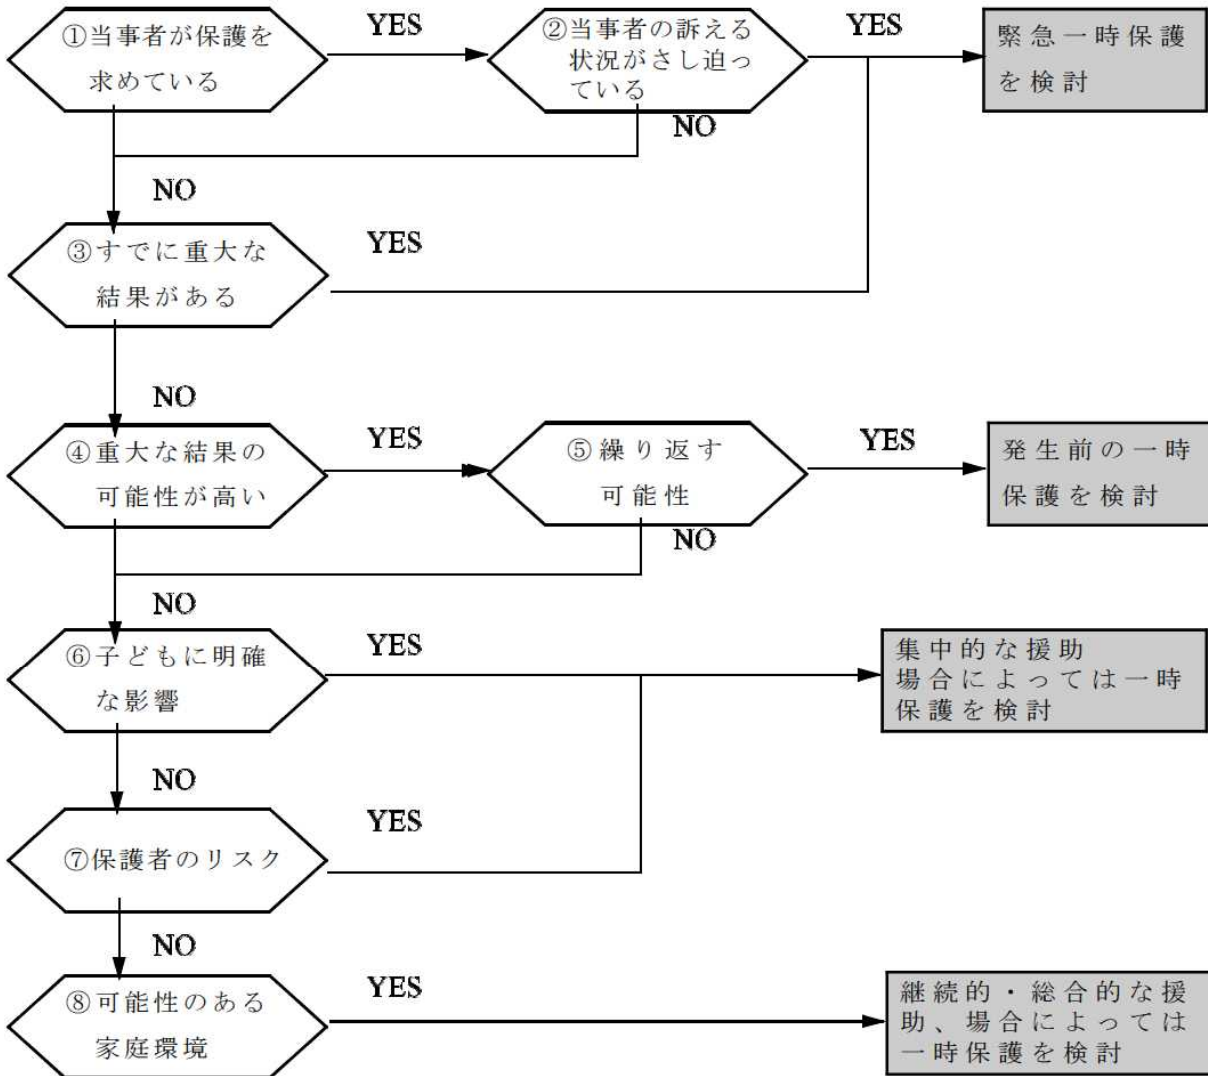 ①当事者が保護を
求めている
YES
②当事者の訴える
状況がさし迫っ
ている
YES
緊急一時保護
を検討
NO
NO
③すでに重大な
結果がある
YES
NO
④重大な結果の
可能性が高い
YES
⑤繰り返す
可能性
YES
発生前の一時
保護を検討
NO
NO
⑥子どもに明確
な影響
YES
集中的な援助
場合によっては一時
保護を検討
NO
⑦保護者のリスク
YES
NO
⑧可能性のある
家庭環境
YES
継続的・総合的な援
助、場合によっては
一時保護を検討